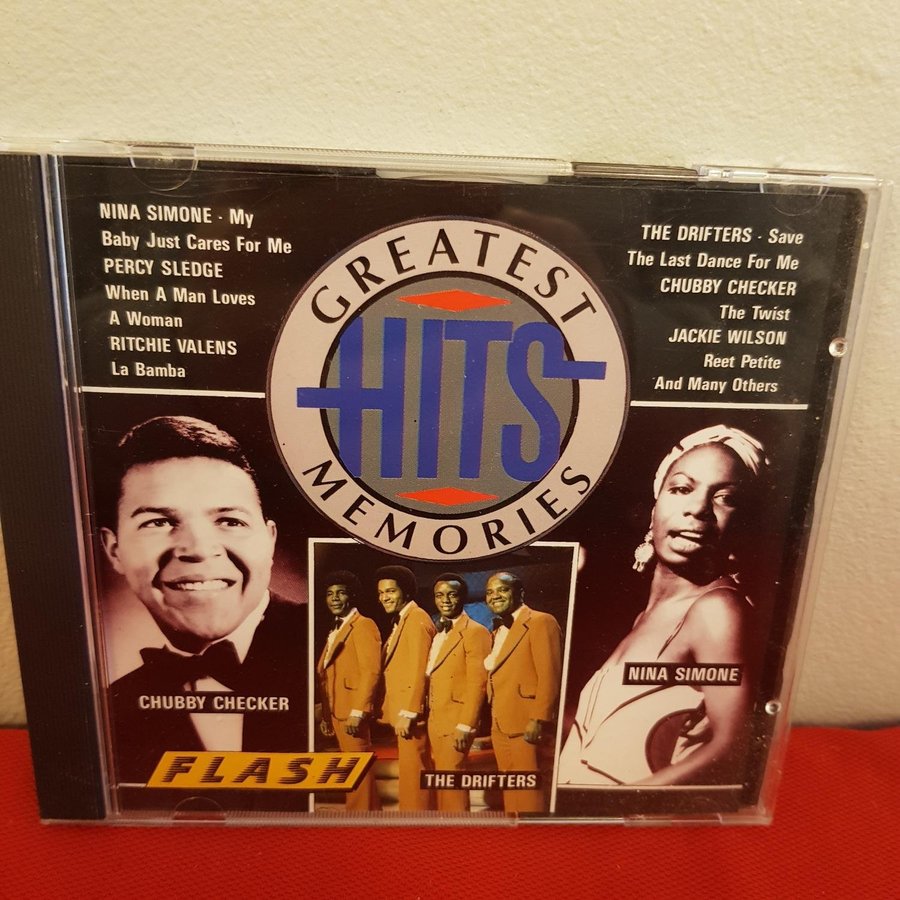 NINA SIMONE - My
Baby Just Cares For Me
PERCY SLEDGE
When A Man Loves
A Woman
RITCHIE VALENS
La Bamba
GREATEST
HITS
MEMORIES
THE DRIFTERS - Save
The Last Dance For Me
CHUBBY CHECKER
The Twist
JACKIE WILSON
Reet Petite
And Many Others
CHUBBY CHECKER
FLASH
THE DRIFTERS
NINA SIMONE